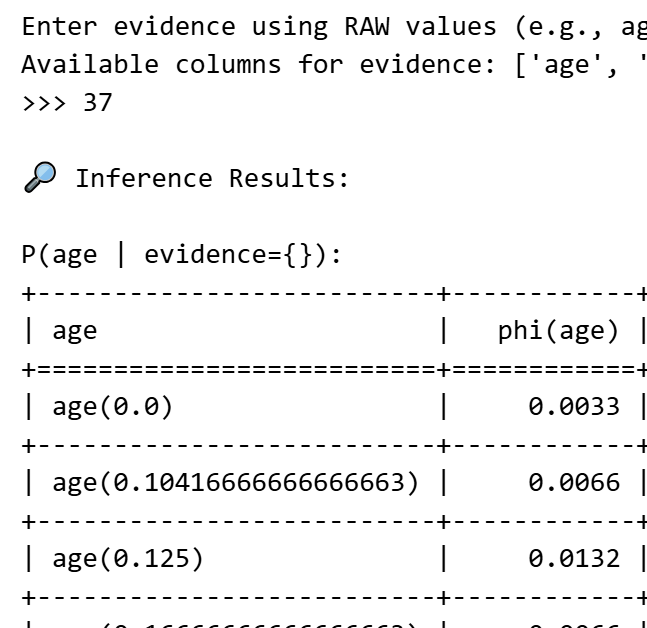 Enter evidence using RAW values (e.g., ag
Available columns for evidence: ['age', '
>>> 37
🔎 Inference Results:
P(age | evidence={}):
+--------------------------+------------+
| age                      |   phi(age) |
+==========================+============+
| age(0.0)                 |     0.0033 |
+--------------------------+------------+
| age(0.10416666666666663) |     0.0066 |
+--------------------------+------------+
| age(0.125)               |     0.0132 |
+--------------------------+------------+